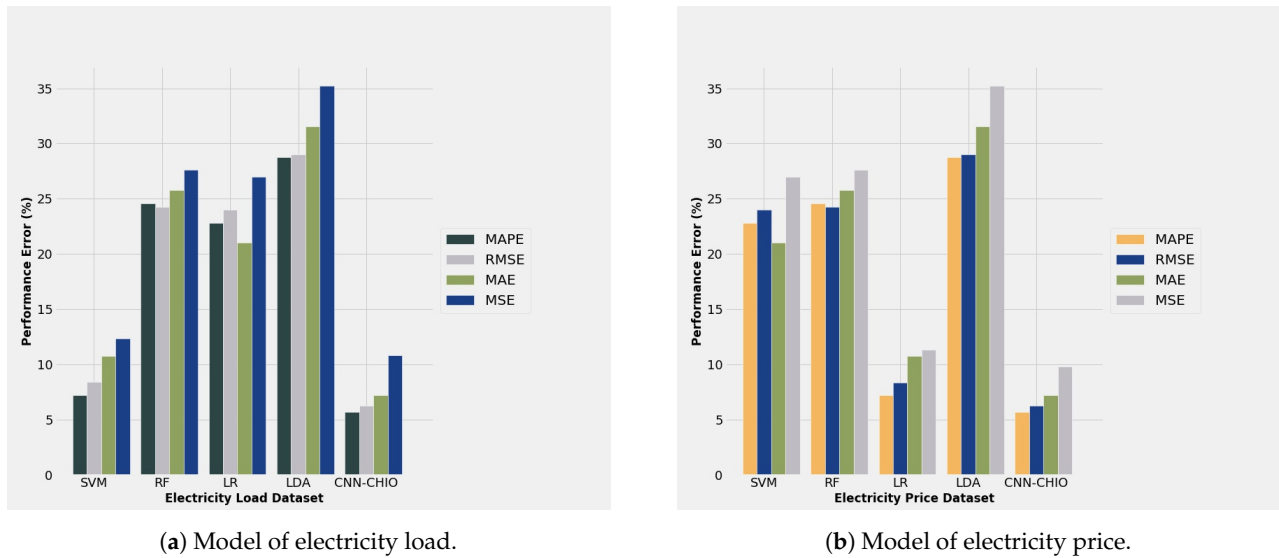 Performance Error (%)
35
30
25
20
15
10
5
0
SVM RF LR LDA CNN-CHIO
Electricity Load Dataset
MAPE
RMSE
MAE
MSE
(a) Model of electricity load.
Performance Error (%)
35
30
25
20
15
10
5
0
SVM RF LR LDA CNN-CHIO
Electricity Price Dataset
MAPE
RMSE
MAE
MSE
(b) Model of electricity price.